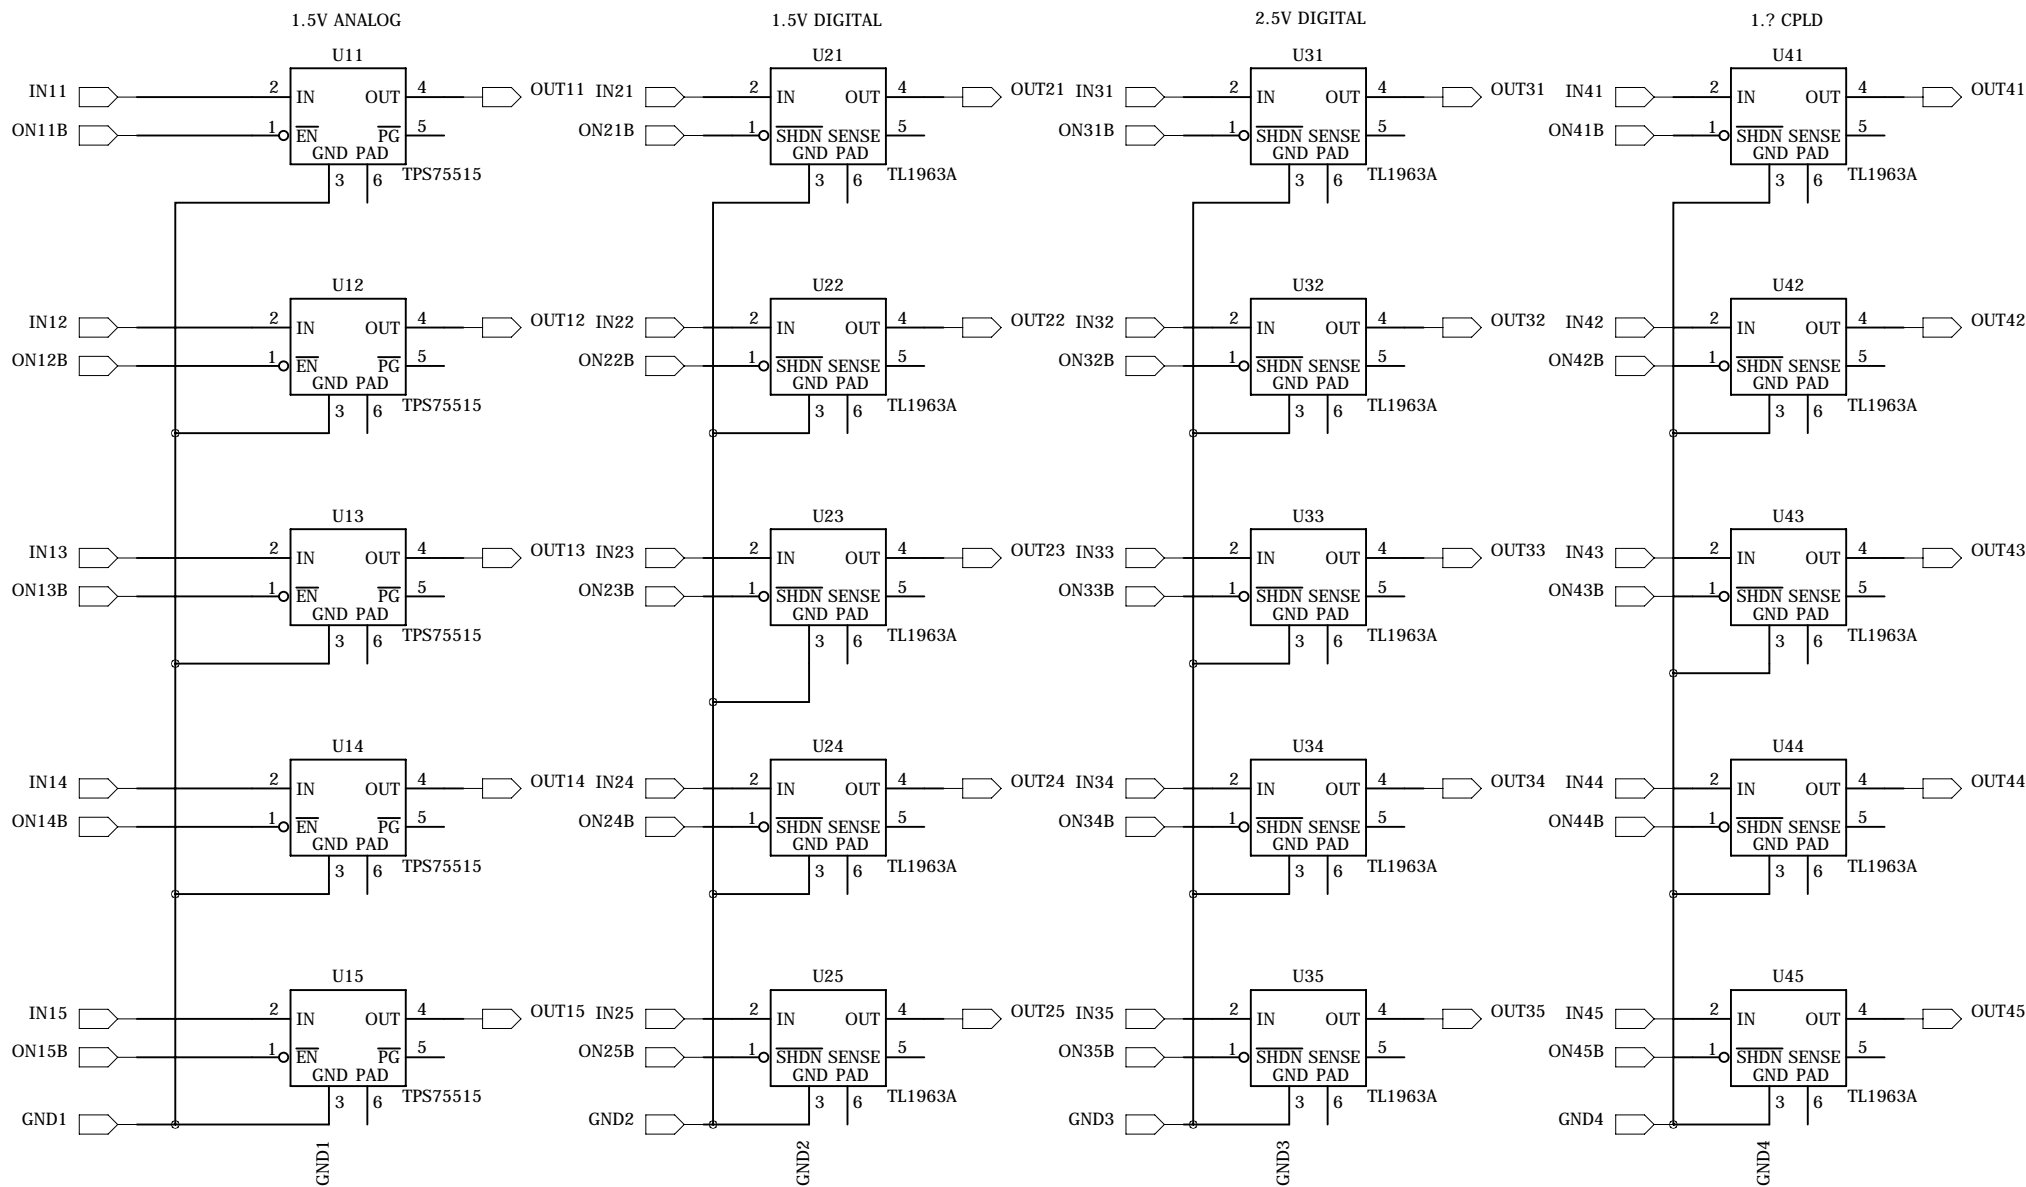 1.5V ANALOG 1.5V DIGITAL 2.5V DIGITAL 1.? CPLD
U11 U21 U31 U41
IN11 2 IN OUT 4 OUT11 IN21 2 IN OUT 4 OUT21 IN31 2 IN OUT 4 OUT31 IN41 2 IN OUT 4 OUT41
ON11B 1 EN PG 5 ON21B 1 SHDN SENSE 5 ON31B 1 SHDN SENSE 5 ON41B 1 SHDN SENSE 5
GND PAD GND PAD GND PAD GND PAD
3 6 TPS75515 3 6 TL1963A 3 6 TL1963A 3 6 TL1963A
U12 U22 U32 U42
IN12 2 IN OUT 4 OUT12 IN22 2 IN OUT 4 OUT22 IN32 2 IN OUT 4 OUT32 IN42 2 IN OUT 4 OUT42
ON12B 1 EN PG 5 ON22B 1 SHDN SENSE 5 ON32B 1 SHDN SENSE 5 ON42B 1 SHDN SENSE 5
GND PAD GND PAD GND PAD GND PAD
3 6 TPS75515 3 6 TL1963A 3 6 TL1963A 3 6 TL1963A
U13 U23 U33 U43
IN13 2 IN OUT 4 OUT13 IN23 2 IN OUT 4 OUT23 IN33 2 IN OUT 4 OUT33 IN43 2 IN OUT 4 OUT43
ON13B 1 EN PG 5 ON23B 1 SHDN SENSE 5 ON33B 1 SHDN SENSE 5 ON43B 1 SHDN SENSE 5
GND PAD GND PAD GND PAD GND PAD
3 6 TPS75515 3 6 TL1963A 3 6 TL1963A 3 6 TL1963A
U14 U24 U34 U44
IN14 2 IN OUT 4 OUT14 IN24 2 IN OUT 4 OUT24 IN34 2 IN OUT 4 OUT34 IN44 2 IN OUT 4 OUT44
ON14B 1 EN PG 5 ON24B 1 SHDN SENSE 5 ON34B 1 SHDN SENSE 5 ON44B 1 SHDN SENSE 5
GND PAD GND PAD GND PAD GND PAD
3 6 TPS75515 3 6 TL1963A 3 6 TL1963A 3 6 TL1963A
U15 U25 U35 U45
IN15 2 IN OUT 4 OUT15 IN25 2 IN OUT 4 OUT25 IN35 2 IN OUT 4 OUT35 IN45 2 IN OUT 4 OUT45
ON15B 1 EN PG 5 ON25B 1 SHDN SENSE 5 ON35B 1 SHDN SENSE 5 ON45B 1 SHDN SENSE 5
GND PAD GND PAD GND PAD GND PAD
3 6 TPS75515 3 6 TL1963A 3 6 TL1963A 3 6 TL1963A
GND1 GND2 GND3 GND4
GND1 GND2 GND3 GND4